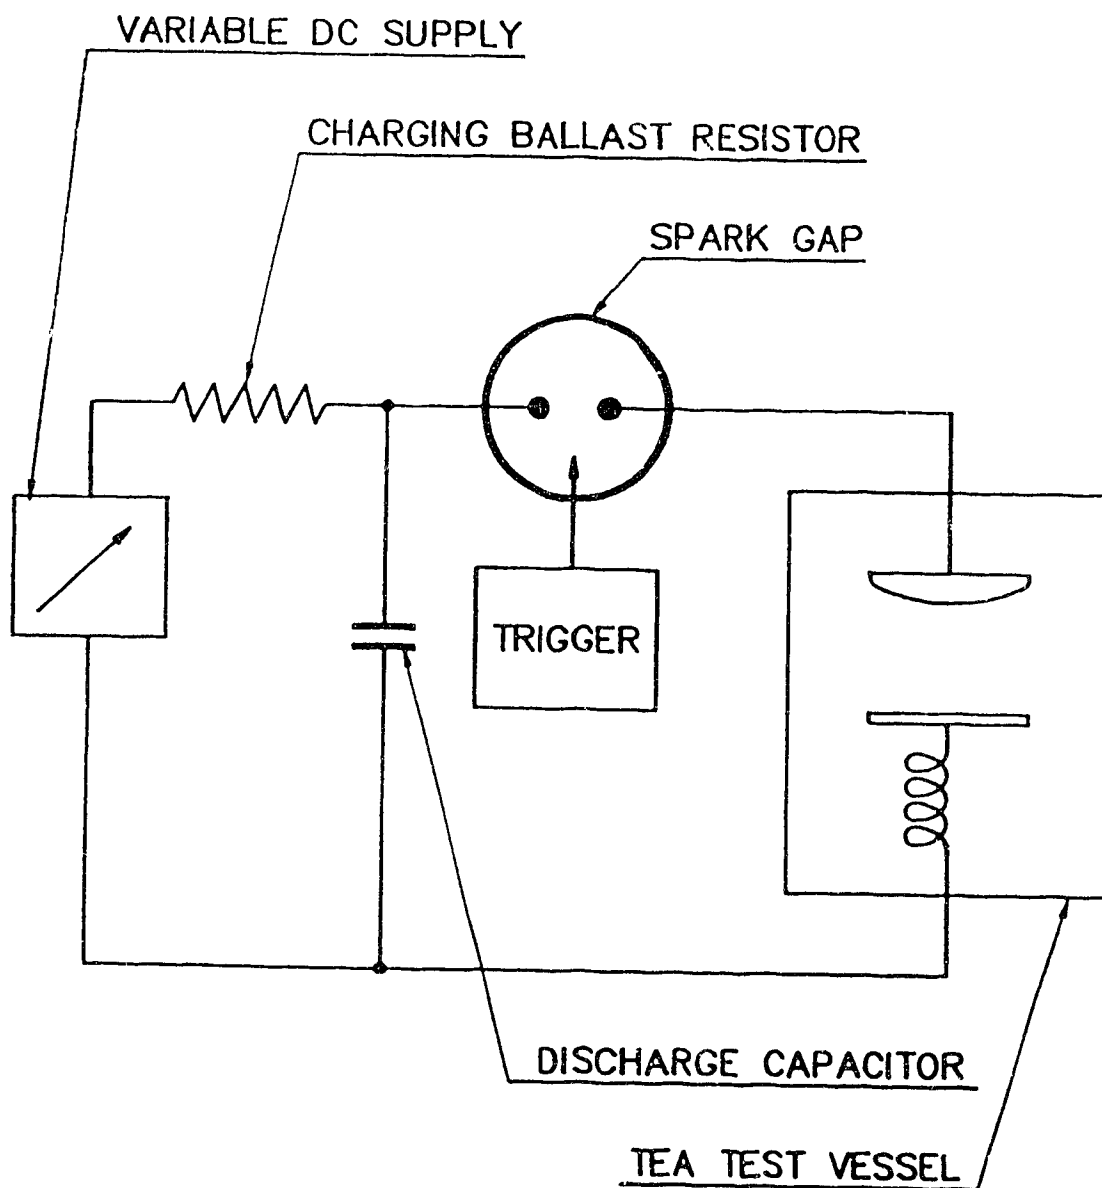 VARIABLE DC SUPPLY
CHARGING BALLAST RESISTOR
SPARK GAP
TRIGGER
DISCHARGE CAPACITOR
TEA TEST VESSEL